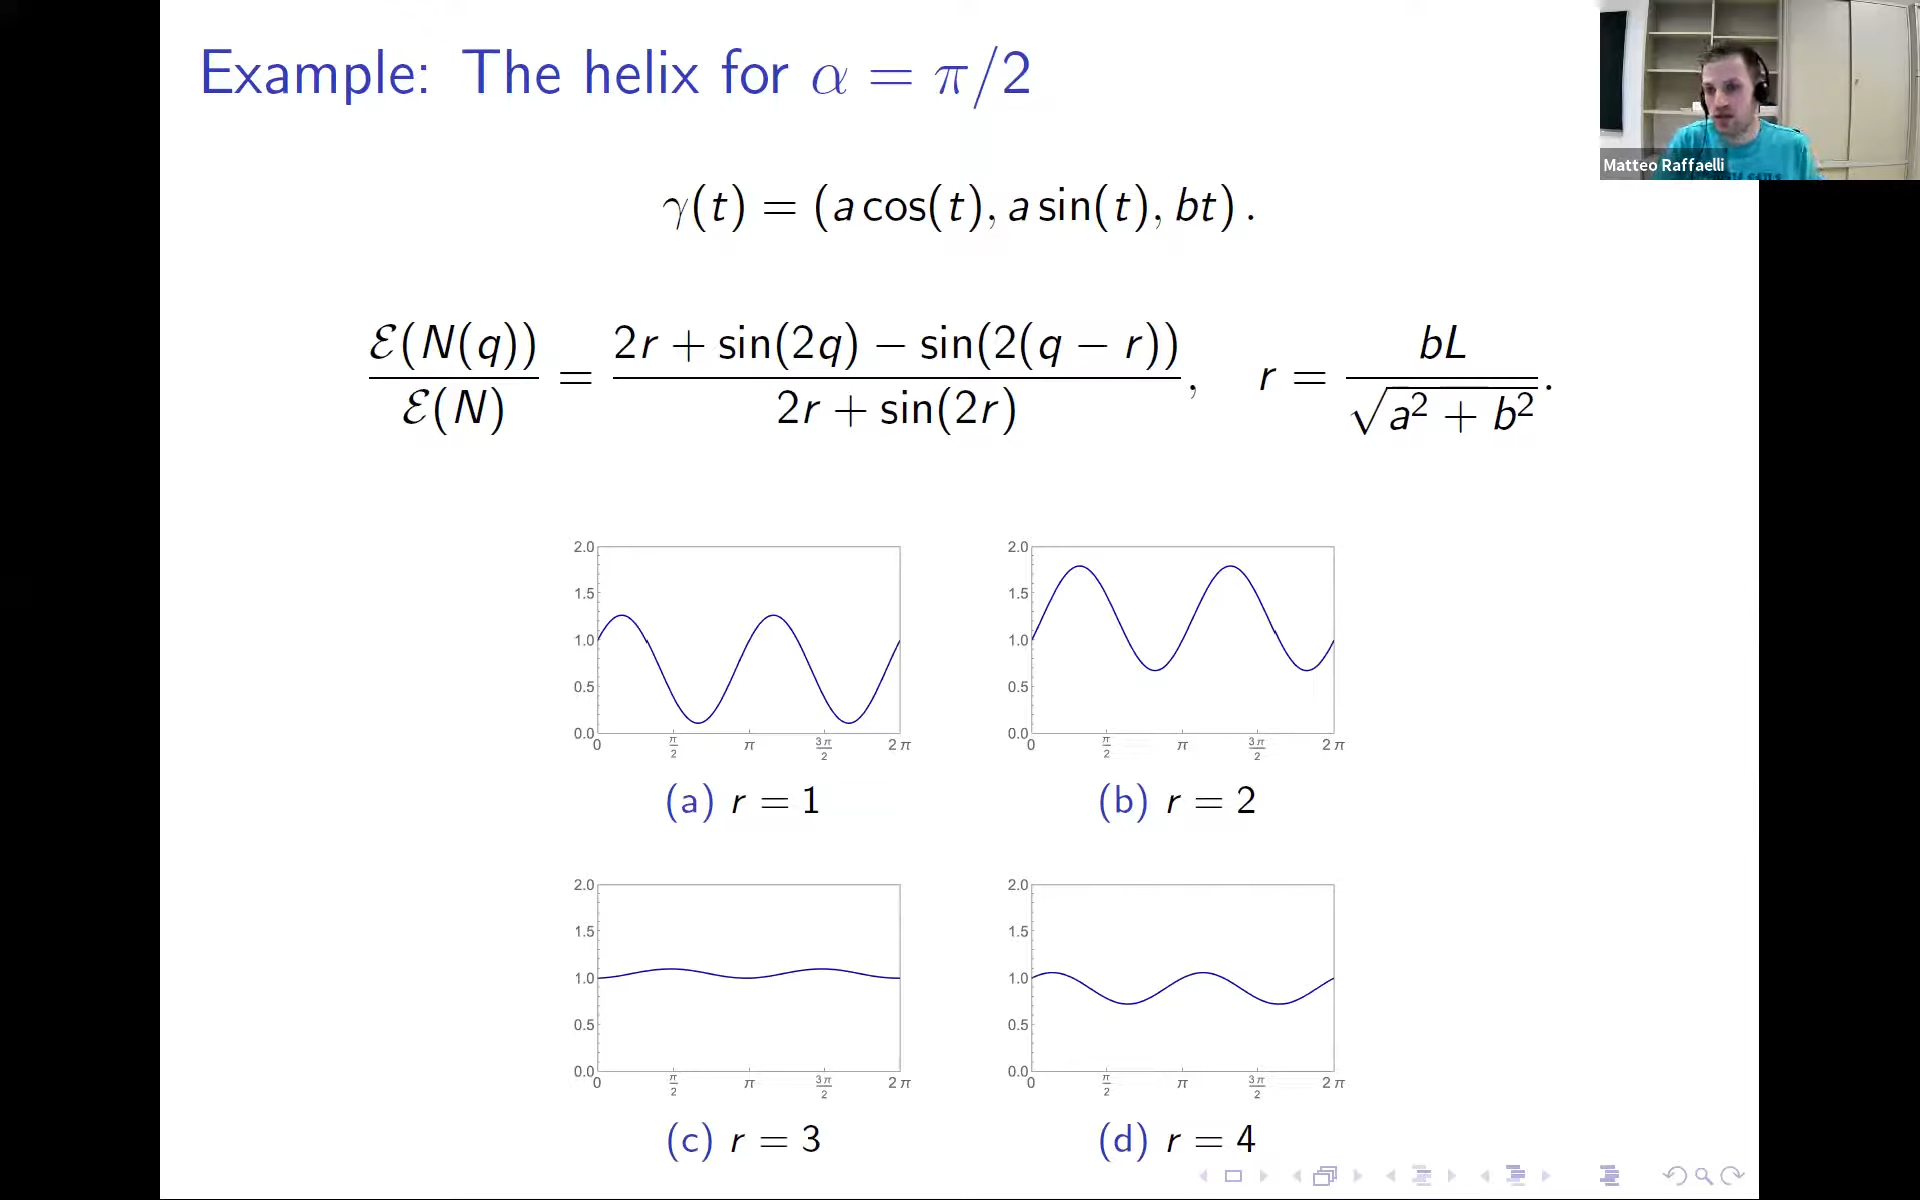 Example: The helix for α = π/2
Matteo Raffaelli
γ(t) = (a cos(t), a sin(t), bt) .
ℰ(N(q)) / ℰ(N) = (2r + sin(2q) − sin(2(q − r))) / (2r + sin(2r)), r = bL / √(a² + b²).
2.0
1.5
1.0
0.5
0.0
0 π/2 π 3π/2 2π
(a) r = 1
2.0
1.5
1.0
0.5
0.0
0 π/2 π 3π/2 2π
(b) r = 2
2.0
1.5
1.0
0.5
0.0
0 π/2 π 3π/2 2π
(c) r = 3
2.0
1.5
1.0
0.5
0.0
0 π/2 π 3π/2 2π
(d) r = 4